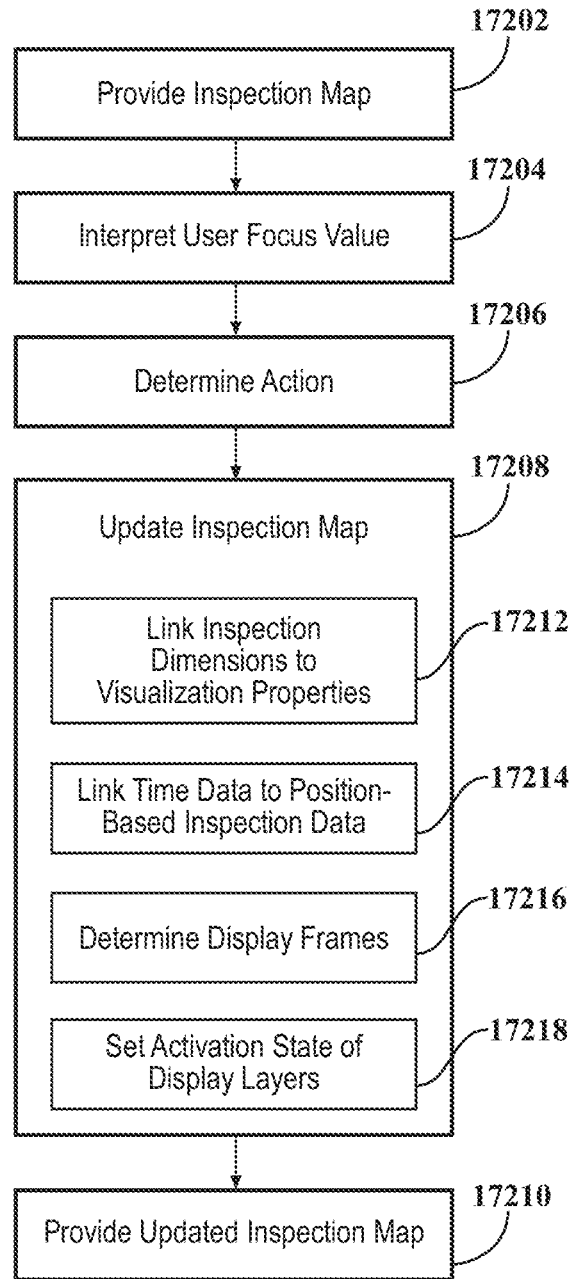 17202
Provide Inspection Map
17204
Interpret User Focus Value
17206
Determine Action
17208
Update Inspection Map
17212
Link Inspection
Dimensions to
Visualization Properties
17214
Link Time Data to Position-
Based Inspection Data
17216
Determine Display Frames
17218
Set Activation State of
Display Layers
17210
Provide Updated Inspection Map